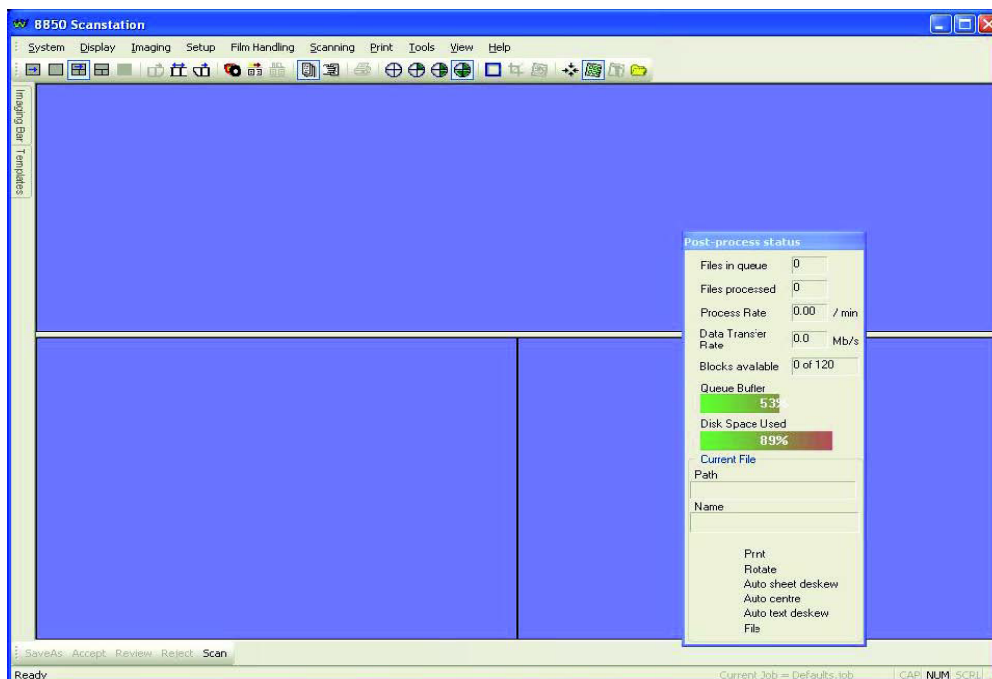 8850 Scanstation
System Display Imaging Setup Film Handling Scanning Print Tools View Help
Imaging Bar
Templates
Post-process status
Files in queue 0
Files processed 0
Process Rate 0.00 / min
Data Transfer
Rate 0.0 Mb/s
Blocks available 0 of 120
Queue Buffer
53%
Disk Space Used
89%
Current File
Path
Name
Print
Rotate
Auto sheet deskew
Auto centre
Auto text deskew
File
SaveAs Accept Review Reject Scan
Ready Current Job = Defaults.job CAP NUM SCRL